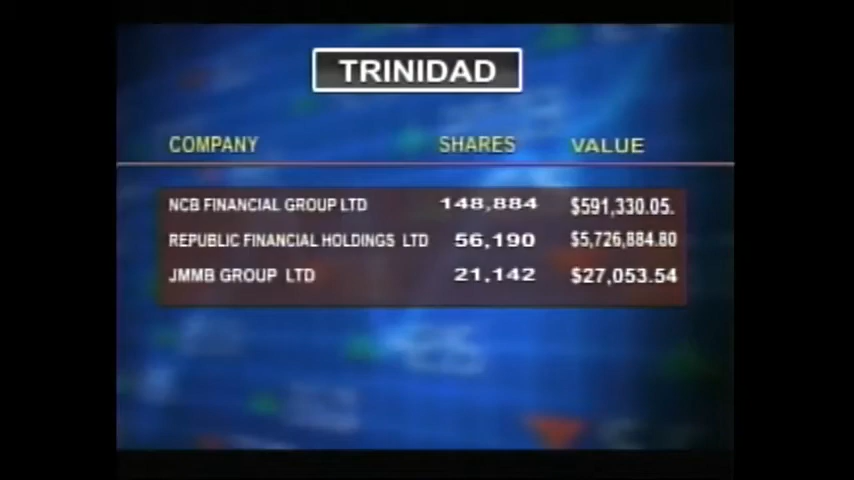 TRINIDAD
COMPANY SHARES VALUE
NCB FINANCIAL GROUP LTD 148,884 $591,330.05.
REPUBLIC FINANCIAL HOLDINGS LTD 56,190 $5,726,884.80
JMMB GROUP LTD 21,142 $27,053.54